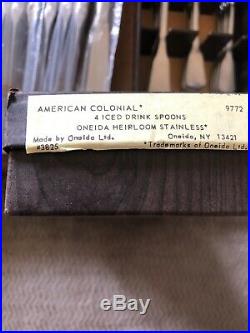 AMERICAN COLONIAL* 9772
4 ICED DRINK SPOONS
ONEIDA HEIRLOOM STAINLESS*
Made by Oneida Ltd. Oneida, NY 13421
#3825 *Trademarks of Oneida Ltd.